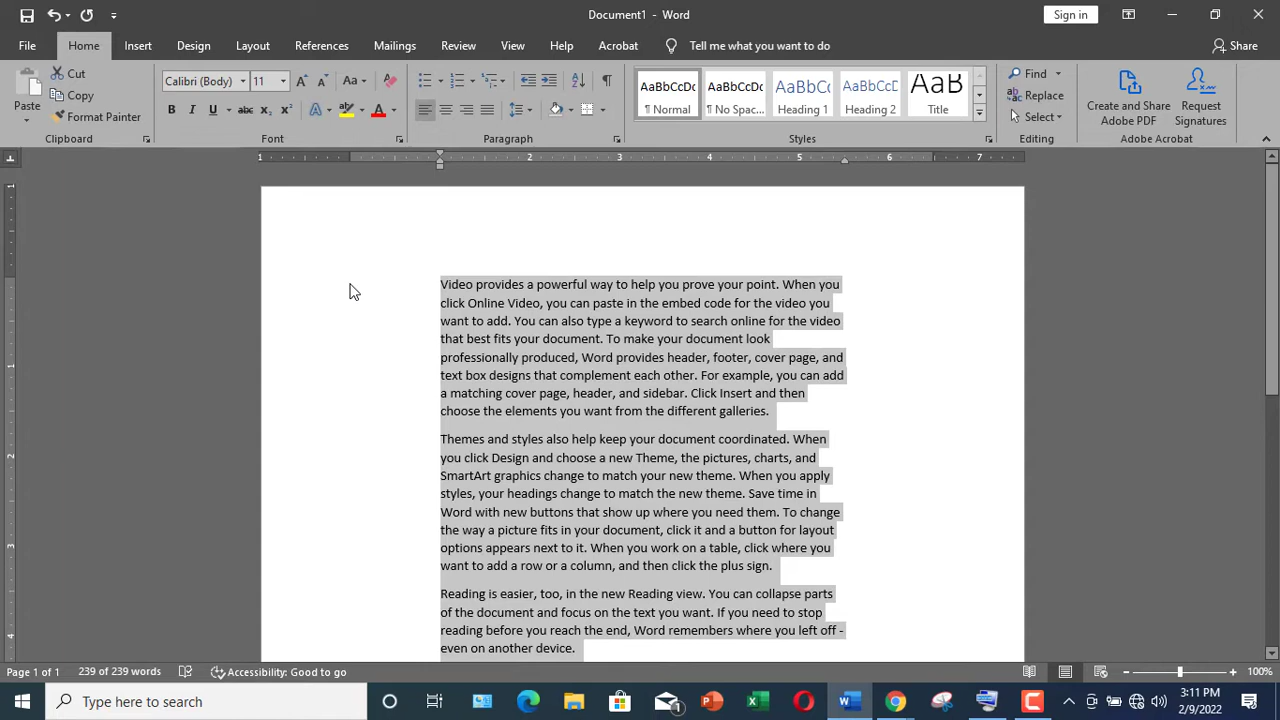 Document1 - Word
Sign in
File Home Insert Design Layout References Mailings Review View Help Acrobat Tell me what you want to do Share
Paste
Cut
Copy
Format Painter
Clipboard
Calibri (Body) 11
Font
Paragraph
AaBbCcDc AaBbCcDc AaBbCc AaBbCcD AaB
¶ Normal ¶ No Spac... Heading 1 Heading 2 Title
Styles
Find
Replace
Select
Editing
Create and Share
Adobe PDF
Request
Signatures
Adobe Acrobat
1 2 3 4 5 6 7
Video provides a powerful way to help you prove your point. When you
click Online Video, you can paste in the embed code for the video you
want to add. You can also type a keyword to search online for the video
that best fits your document. To make your document look
professionally produced, Word provides header, footer, cover page, and
text box designs that complement each other. For example, you can add
a matching cover page, header, and sidebar. Click Insert and then
choose the elements you want from the different galleries.
Themes and styles also help keep your document coordinated. When
you click Design and choose a new Theme, the pictures, charts, and
SmartArt graphics change to match your new theme. When you apply
styles, your headings change to match the new theme. Save time in
Word with new buttons that show up where you need them. To change
the way a picture fits in your document, click it and a button for layout
options appears next to it. When you work on a table, click where you
want to add a row or a column, and then click the plus sign.
Reading is easier, too, in the new Reading view. You can collapse parts
of the document and focus on the text you want. If you need to stop
reading before you reach the end, Word remembers where you left off -
even on another device.
Page 1 of 1 239 of 239 words Accessibility: Good to go 100%
Type here to search
3:11 PM
2/9/2022